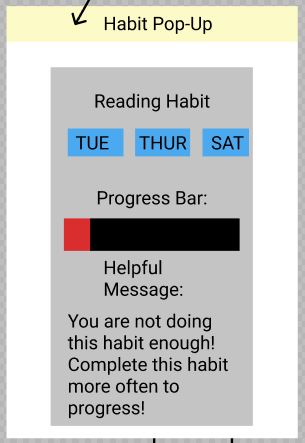 Habit Pop-Up
Reading Habit
TUE THUR SAT
Progress Bar:
Helpful
Message:
You are not doing
this habit enough!
Complete this habit
more often to
progress!